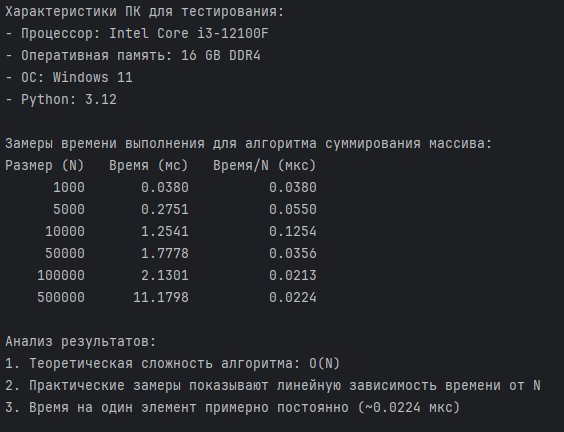 Характеристики ПК для тестирования:
- Процессор: Intel Core i3-12100F
- Оперативная память: 16 GB DDR4
- ОС: Windows 11
- Python: 3.12
Замеры времени выполнения для алгоритма суммирования массива:
Размер (N) Время (мс) Время/N (мкс)
1000 0.0380 0.0380
5000 0.2751 0.0550
10000 1.2541 0.1254
50000 1.7778 0.0356
100000 2.1301 0.0213
500000 11.1798 0.0224
Анализ результатов:
1. Теоретическая сложность алгоритма: O(N)
2. Практические замеры показывают линейную зависимость времени от N
3. Время на один элемент примерно постоянно (~0.0224 мкс)